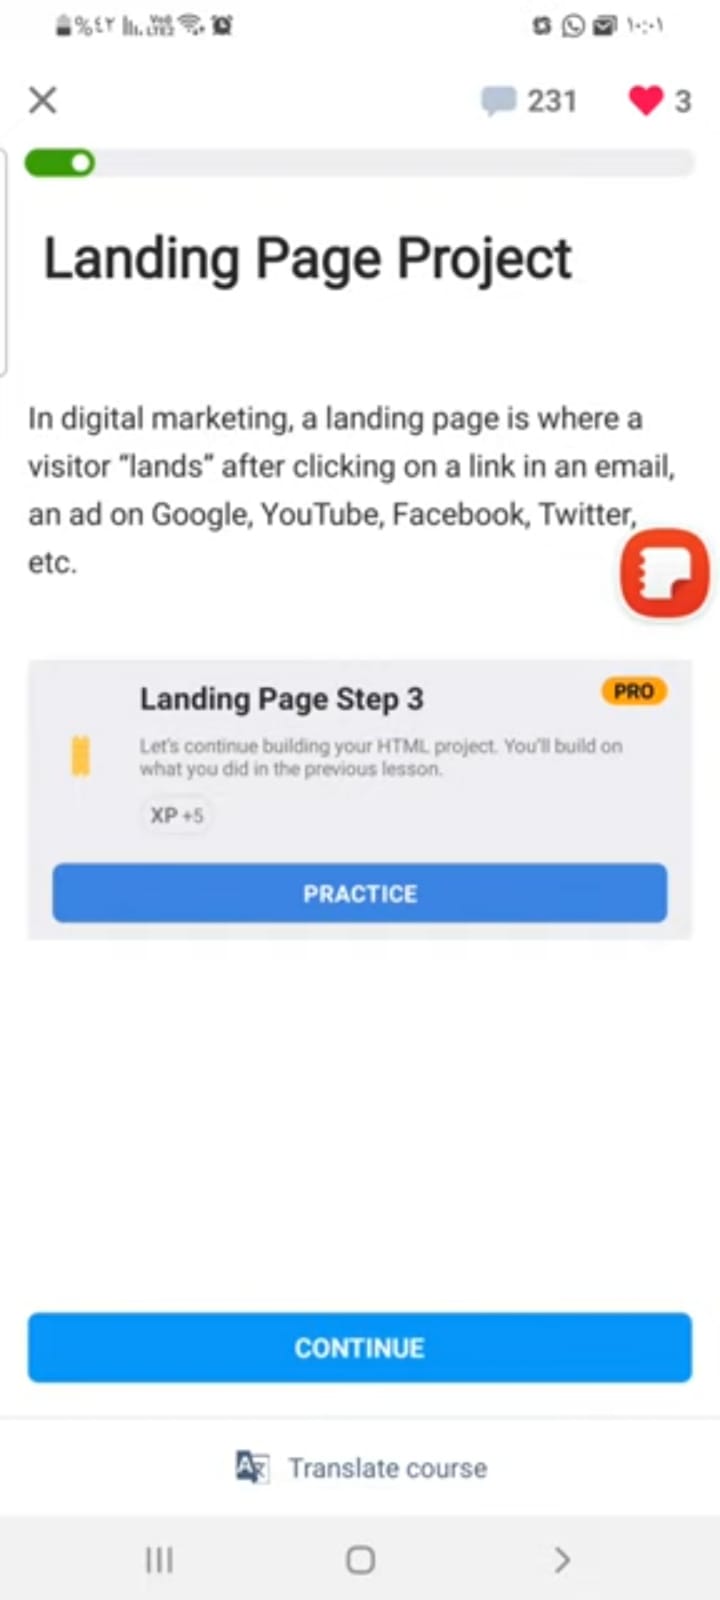 %٤٢ Vo) LTE2 ١٠:٠١
231 3
Landing Page Project
In digital marketing, a landing page is where a
visitor “lands” after clicking on a link in an email,
an ad on Google, YouTube, Facebook, Twitter,
etc.
Landing Page Step 3 PRO
Let's continue building your HTML project. You'll build on
what you did in the previous lesson.
XP +5
PRACTICE
CONTINUE
Translate course